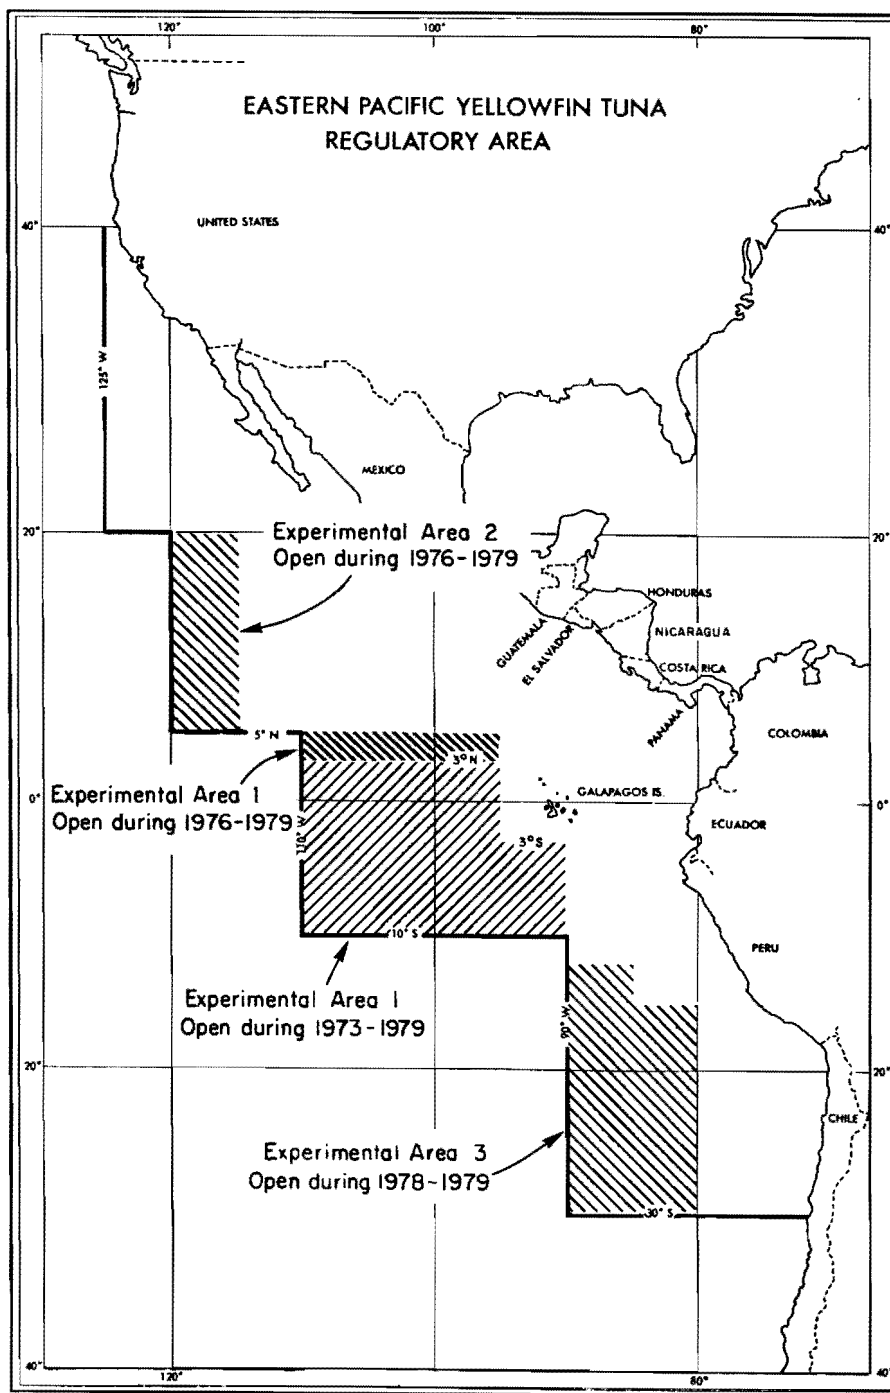 120° 100° 80°
EASTERN PACIFIC YELLOWFIN TUNA
REGULATORY AREA
UNITED STATES
40° 40°
125° W
MEXICO
20° 20°
Experimental Area 2
Open during 1976-1979
HONDURAS
GUATEMALA
NICARAGUA
EL SALVADOR
COSTA RICA
PANAMA
COLOMBIA
5° N
3°N
Experimental Area 1
Open during 1976-1979
0° 0°
GALAPAGOS IS.
110° W
ECUADOR
3°S
10° S
PERU
Experimental Area 1
Open during 1973-1979
90° W
20° 20°
CHILE
Experimental Area 3
Open during 1978-1979
30° S
40° 40°
120° 100° 80°